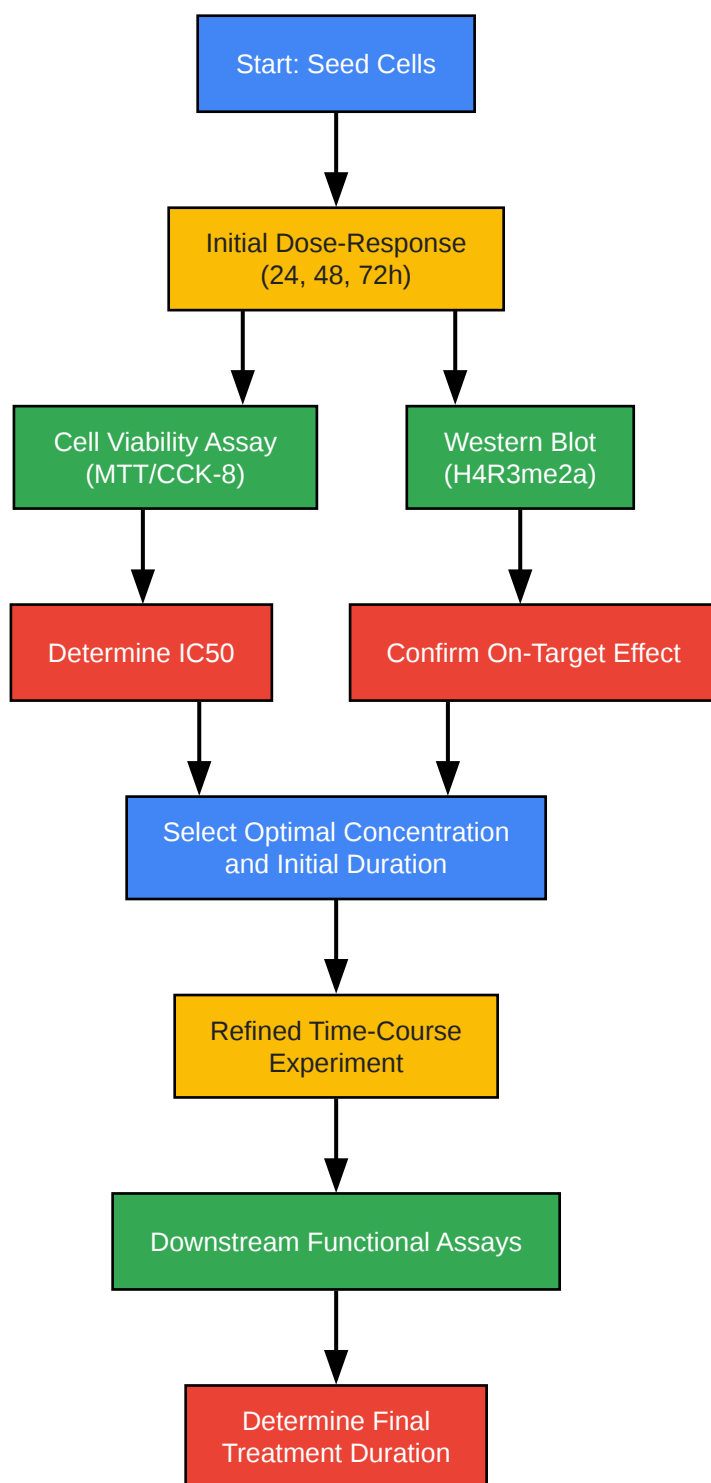 Start: Seed Cells
Initial Dose-Response
(24, 48, 72h)
Cell Viability Assay
(MTT/CCK-8)
Western Blot
(H4R3me2a)
Determine IC50
Confirm On-Target Effect
Select Optimal Concentration
and Initial Duration
Refined Time-Course
Experiment
Downstream Functional Assays
Determine Final
Treatment Duration